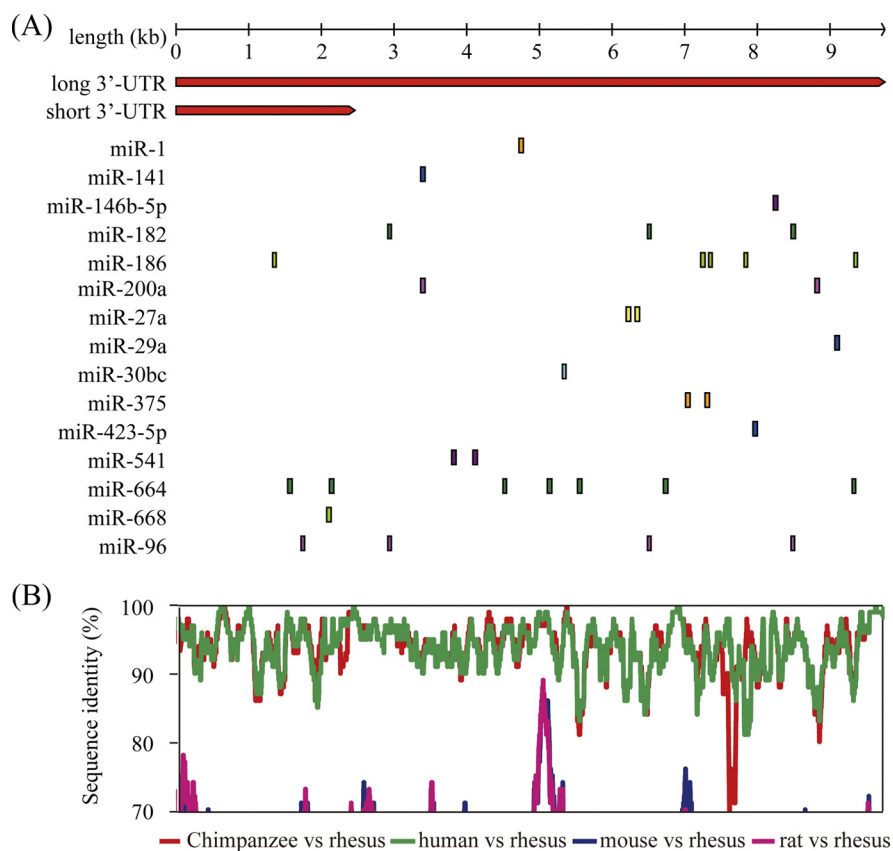 (A)
length (kb)
0 1 2 3 4 5 6 7 8 9
long 3’-UTR
short 3’-UTR
miR-1
miR-141
miR-146b-5p
miR-182
miR-186
miR-200a
miR-27a
miR-29a
miR-30bc
miR-375
miR-423-5p
miR-541
miR-664
miR-668
miR-96
(B)
Sequence identity (%)
100
90
80
70
Chimpanzee vs rhesus human vs rhesus mouse vs rhesus rat vs rhesus